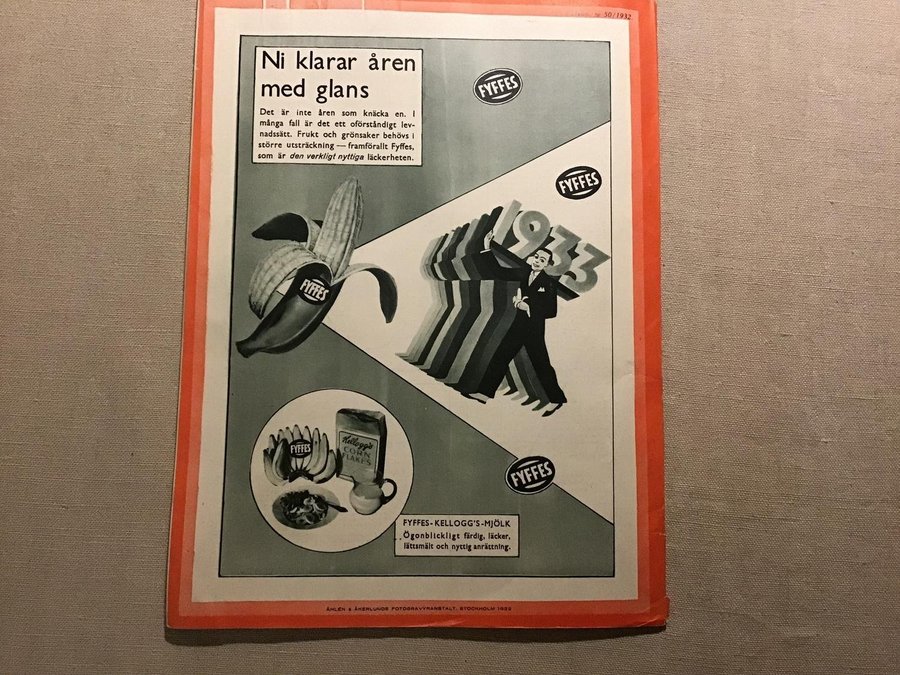 50/1932
Ni klarar åren
med glans
Det är inte åren som knäcka en. I
många fall är det ett oförståndigt lev-
nadssätt. Frukt och grönsaker behövs i
större utsträckning — framförallt Fyffes,
som är den verkligt nyttiga läckerheten.
FYFFES
FYFFES
1933
FYFFES
FYFFES
Kellogg's
CORN
FLAKES
FYFFES
FYFFES-KELLOGG'S-MJÖLK
Ögonblickligt färdig, läcker,
lättsmält och nyttig anrättning.
ÅHLÉN & ÅKERLUNDS FOTOGRAVYRANSTALT, STOCKHOLM 1932